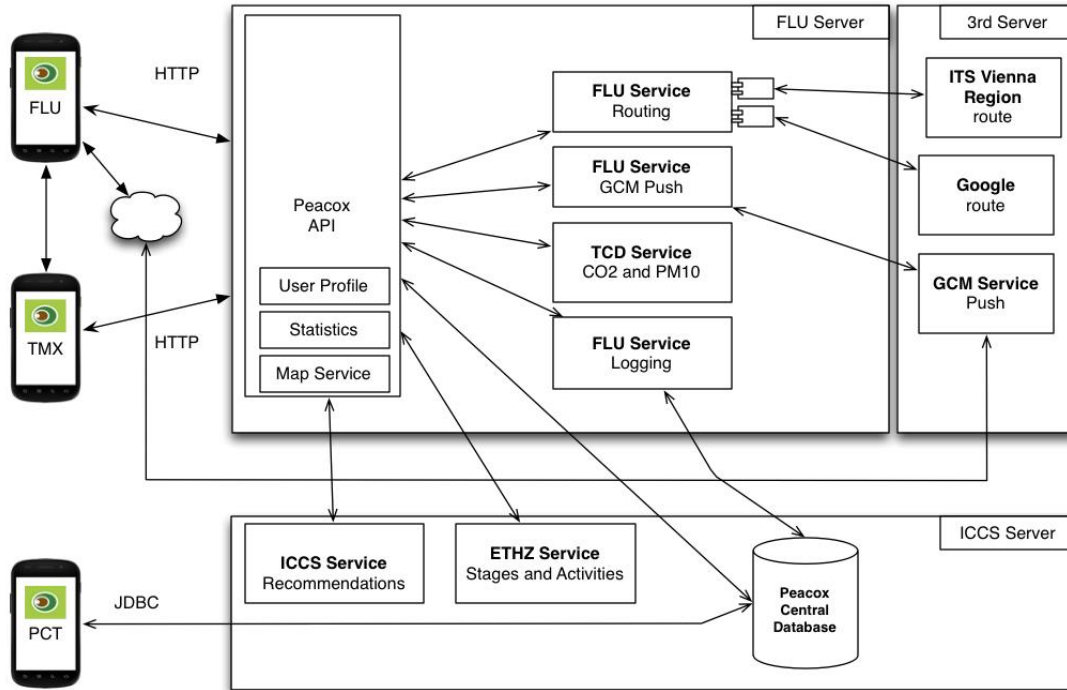 FLU Server
3rd Server
FLU
HTTP
FLU Service
Routing
ITS Vienna
Region
route
FLU Service
GCM Push
Google
route
Peacox
API
TCD Service
CO2 and PM10
GCM Service
Push
User Profile
TMX
HTTP
Statistics
FLU Service
Logging
Map Service
ICCS Server
ICCS Service
Recommendations
ETHZ Service
Stages and Activities
Peacox
Central
Database
PCT
JDBC